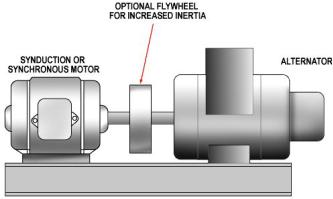 OPTIONAL FLYWHEEL
FOR INCREASED INERTIA
SYNDUCTION OR
SYNCHRONOUS MOTOR
ALTERNATOR